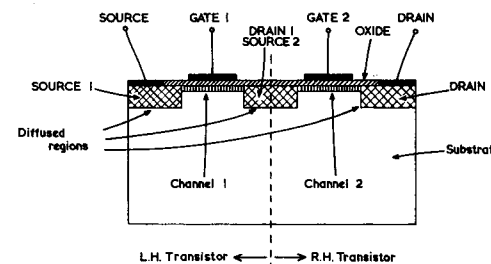 SOURCE
GATE 1
DRAIN 1
SOURCE 2
GATE 2
DRAIN
OXIDE
SOURCE 1
DRAIN
Diffused
regions
Substrat
Channel 1
Channel 2
L.H. Transistor
R.H. Transistor